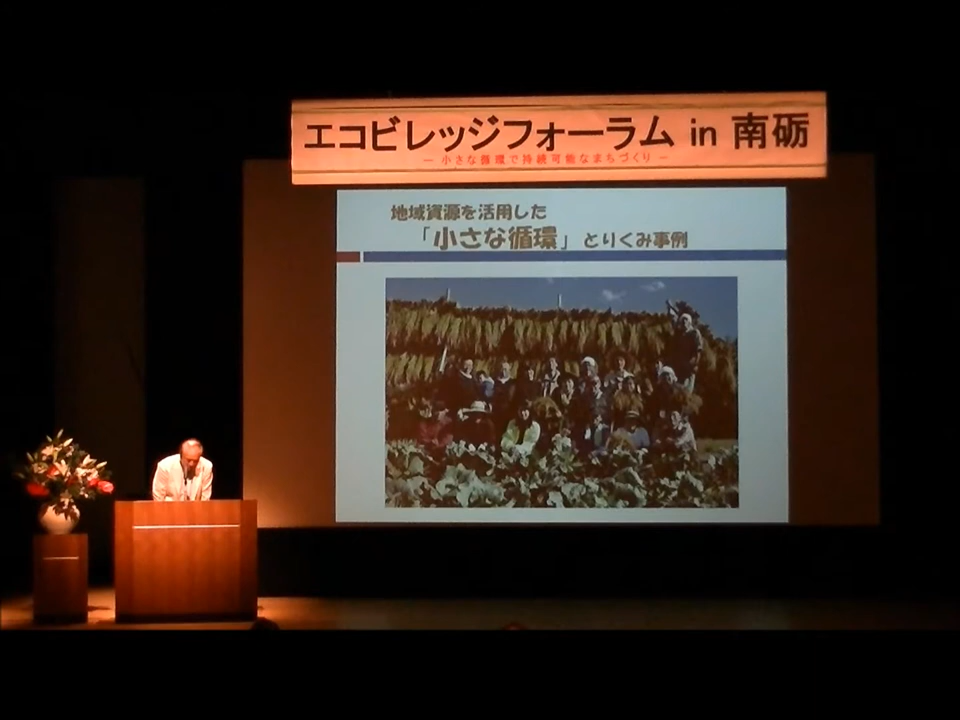 エコビレッジフォーラム in 南砺
― 小さな循環で持続可能なまちづくり ―
地域資源を活用した
「小さな循環」とりくみ事例